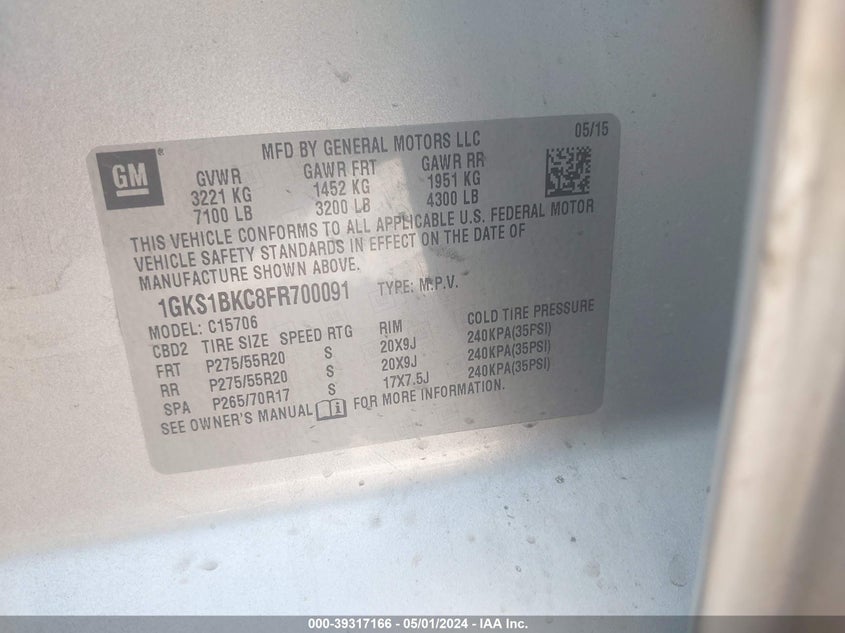 GM
MFD BY GENERAL MOTORS LLC 05/15
GVWR GAWR FRT GAWR RR
3221 KG 1452 KG 1951 KG
7100 LB 3200 LB 4300 LB
THIS VEHICLE CONFORMS TO ALL APPLICABLE U.S. FEDERAL MOTOR
VEHICLE SAFETY STANDARDS IN EFFECT ON THE DATE OF
MANUFACTURE SHOWN ABOVE.
1GKS1BKC8FR700091 TYPE: M.P.V.
MODEL: C15706
CBD2 TIRE SIZE SPEED RTG RIM COLD TIRE PRESSURE
FRT P275/55R20 S 20X9J 240KPA(35PSI)
RR P275/55R20 S 20X9J 240KPA(35PSI)
SPA P265/70R17 S 17X7.5J 240KPA(35PSI)
SEE OWNER'S MANUAL FOR MORE INFORMATION.
000-39317166 - 05/01/2024 - IAA Inc.